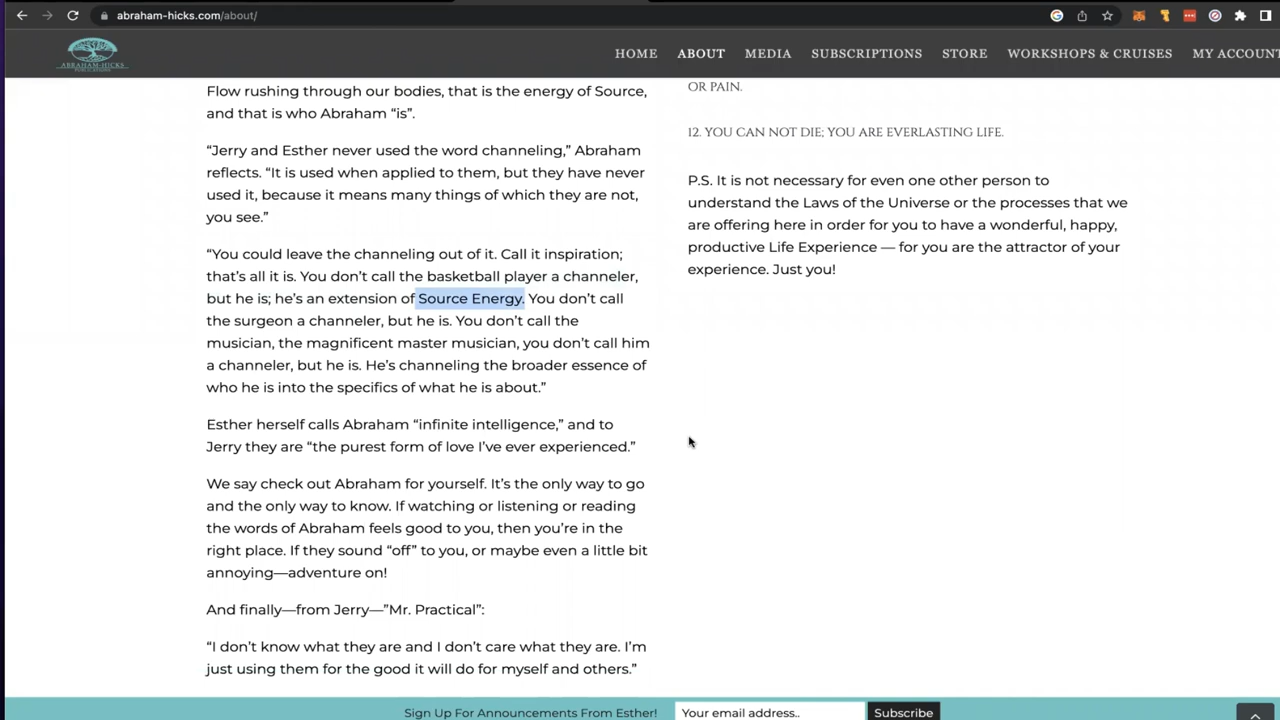 abraham-hicks.com/about/
ABRAHAM-HICKS
PUBLICATIONS
HOME ABOUT MEDIA SUBSCRIPTIONS STORE WORKSHOPS & CRUISES MY ACCOUNT
Flow rushing through our bodies, that is the energy of Source,
and that is who Abraham “is”.
“Jerry and Esther never used the word channeling,” Abraham
reflects. “It is used when applied to them, but they have never
used it, because it means many things of which they are not,
you see.”
“You could leave the channeling out of it. Call it inspiration;
that’s all it is. You don’t call the basketball player a channeler,
but he is; he’s an extension of Source Energy. You don’t call
the surgeon a channeler, but he is. You don’t call the
musician, the magnificent master musician, you don’t call him
a channeler, but he is. He’s channeling the broader essence of
who he is into the specifics of what he is about.”
Esther herself calls Abraham “infinite intelligence,” and to
Jerry they are “the purest form of love I’ve ever experienced.”
We say check out Abraham for yourself. It’s the only way to go
and the only way to know. If watching or listening or reading
the words of Abraham feels good to you, then you’re in the
right place. If they sound “off” to you, or maybe even a little bit
annoying—adventure on!
And finally—from Jerry—”Mr. Practical”:
“I don’t know what they are and I don’t care what they are. I’m
just using them for the good it will do for myself and others.”
OR PAIN.
12. YOU CAN NOT DIE; YOU ARE EVERLASTING LIFE.
P.S. It is not necessary for even one other person to
understand the Laws of the Universe or the processes that we
are offering here in order for you to have a wonderful, happy,
productive Life Experience — for you are the attractor of your
experience. Just you!
Sign Up For Announcements From Esther! Your email address.. Subscribe